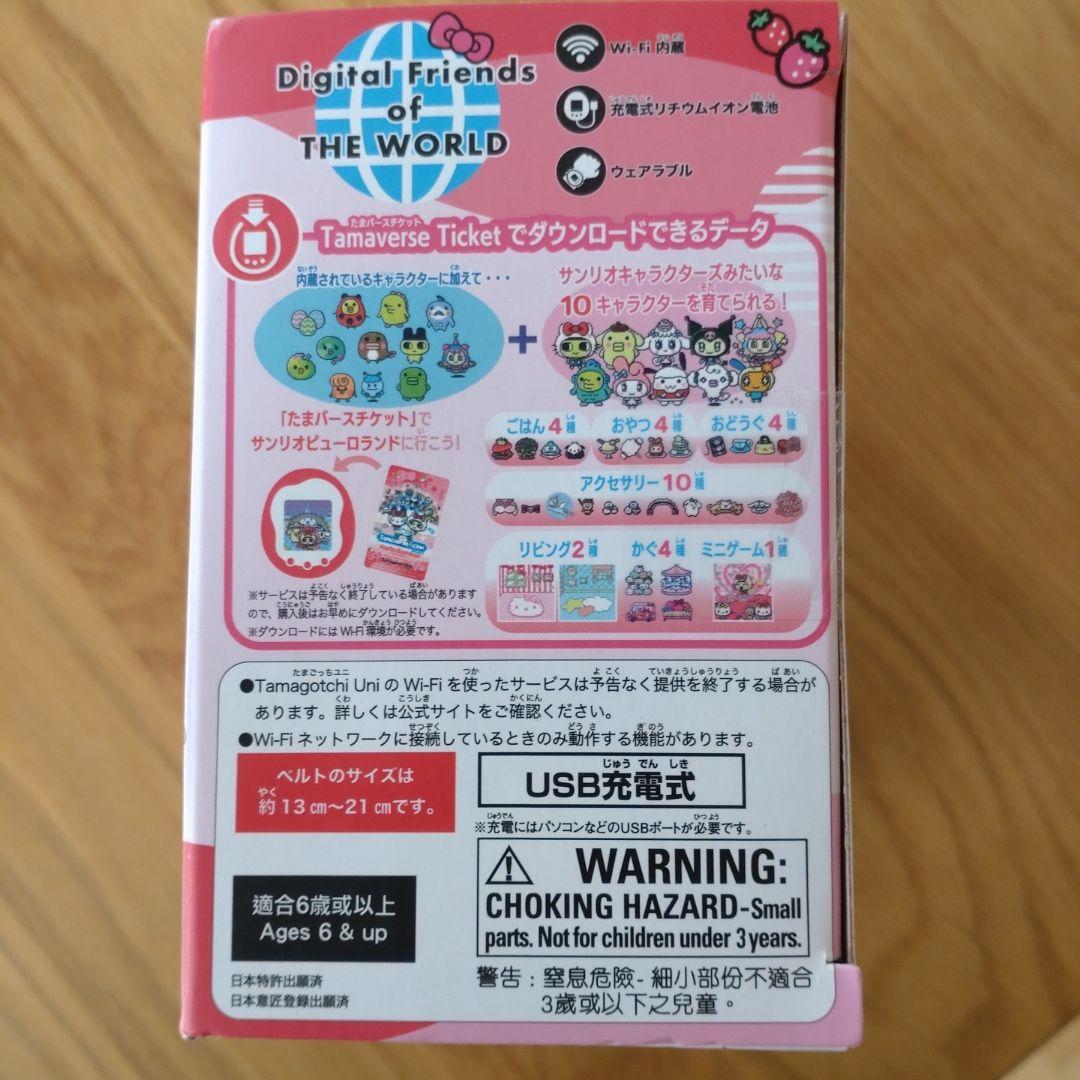 Digital Friends
of
THE WORLD
Wi-Fi 内蔵
充電式リチウムイオン電池
ウェアラブル
Tamaverse Ticket でダウンロードできるデータ
内蔵されているキャラクターに加えて・・・
サンリオキャラクターズみたいな
10 キャラクターを育てられる!
+
「たまバースチケット」で
サンリオピューロランドに行こう!
ごはん 4 種
おやつ 4 種
おどうぐ 4 種
アクセサリー 10 種
リビング2 種
かぐ4 種
ミニゲーム1 種
※サービスは予告なく終了している場合があります
ので、購入後はお早めにダウンロードしてください。
※ダウンロードには Wi-Fi 環境が必要です。
●Tamagotchi Uni の Wi-Fi を使ったサービスは予告なく提供を終了する場合が
あります。詳しくは公式サイトをご確認ください。
●Wi-Fi ネットワークに接続しているときのみ動作する機能があります。
ベルトのサイズは
約 13 cm～21 cmです。
USB充電式
※充電にはパソコンなどのUSBポートが必要です。
適合6歳或以上
Ages 6 & up
WARNING:
CHOKING HAZARD-Small
parts. Not for children under 3 years.
日本特許出願済
日本意匠登録出願済
警告：窒息危險- 細小部份不適合
3歲或以下之兒童。